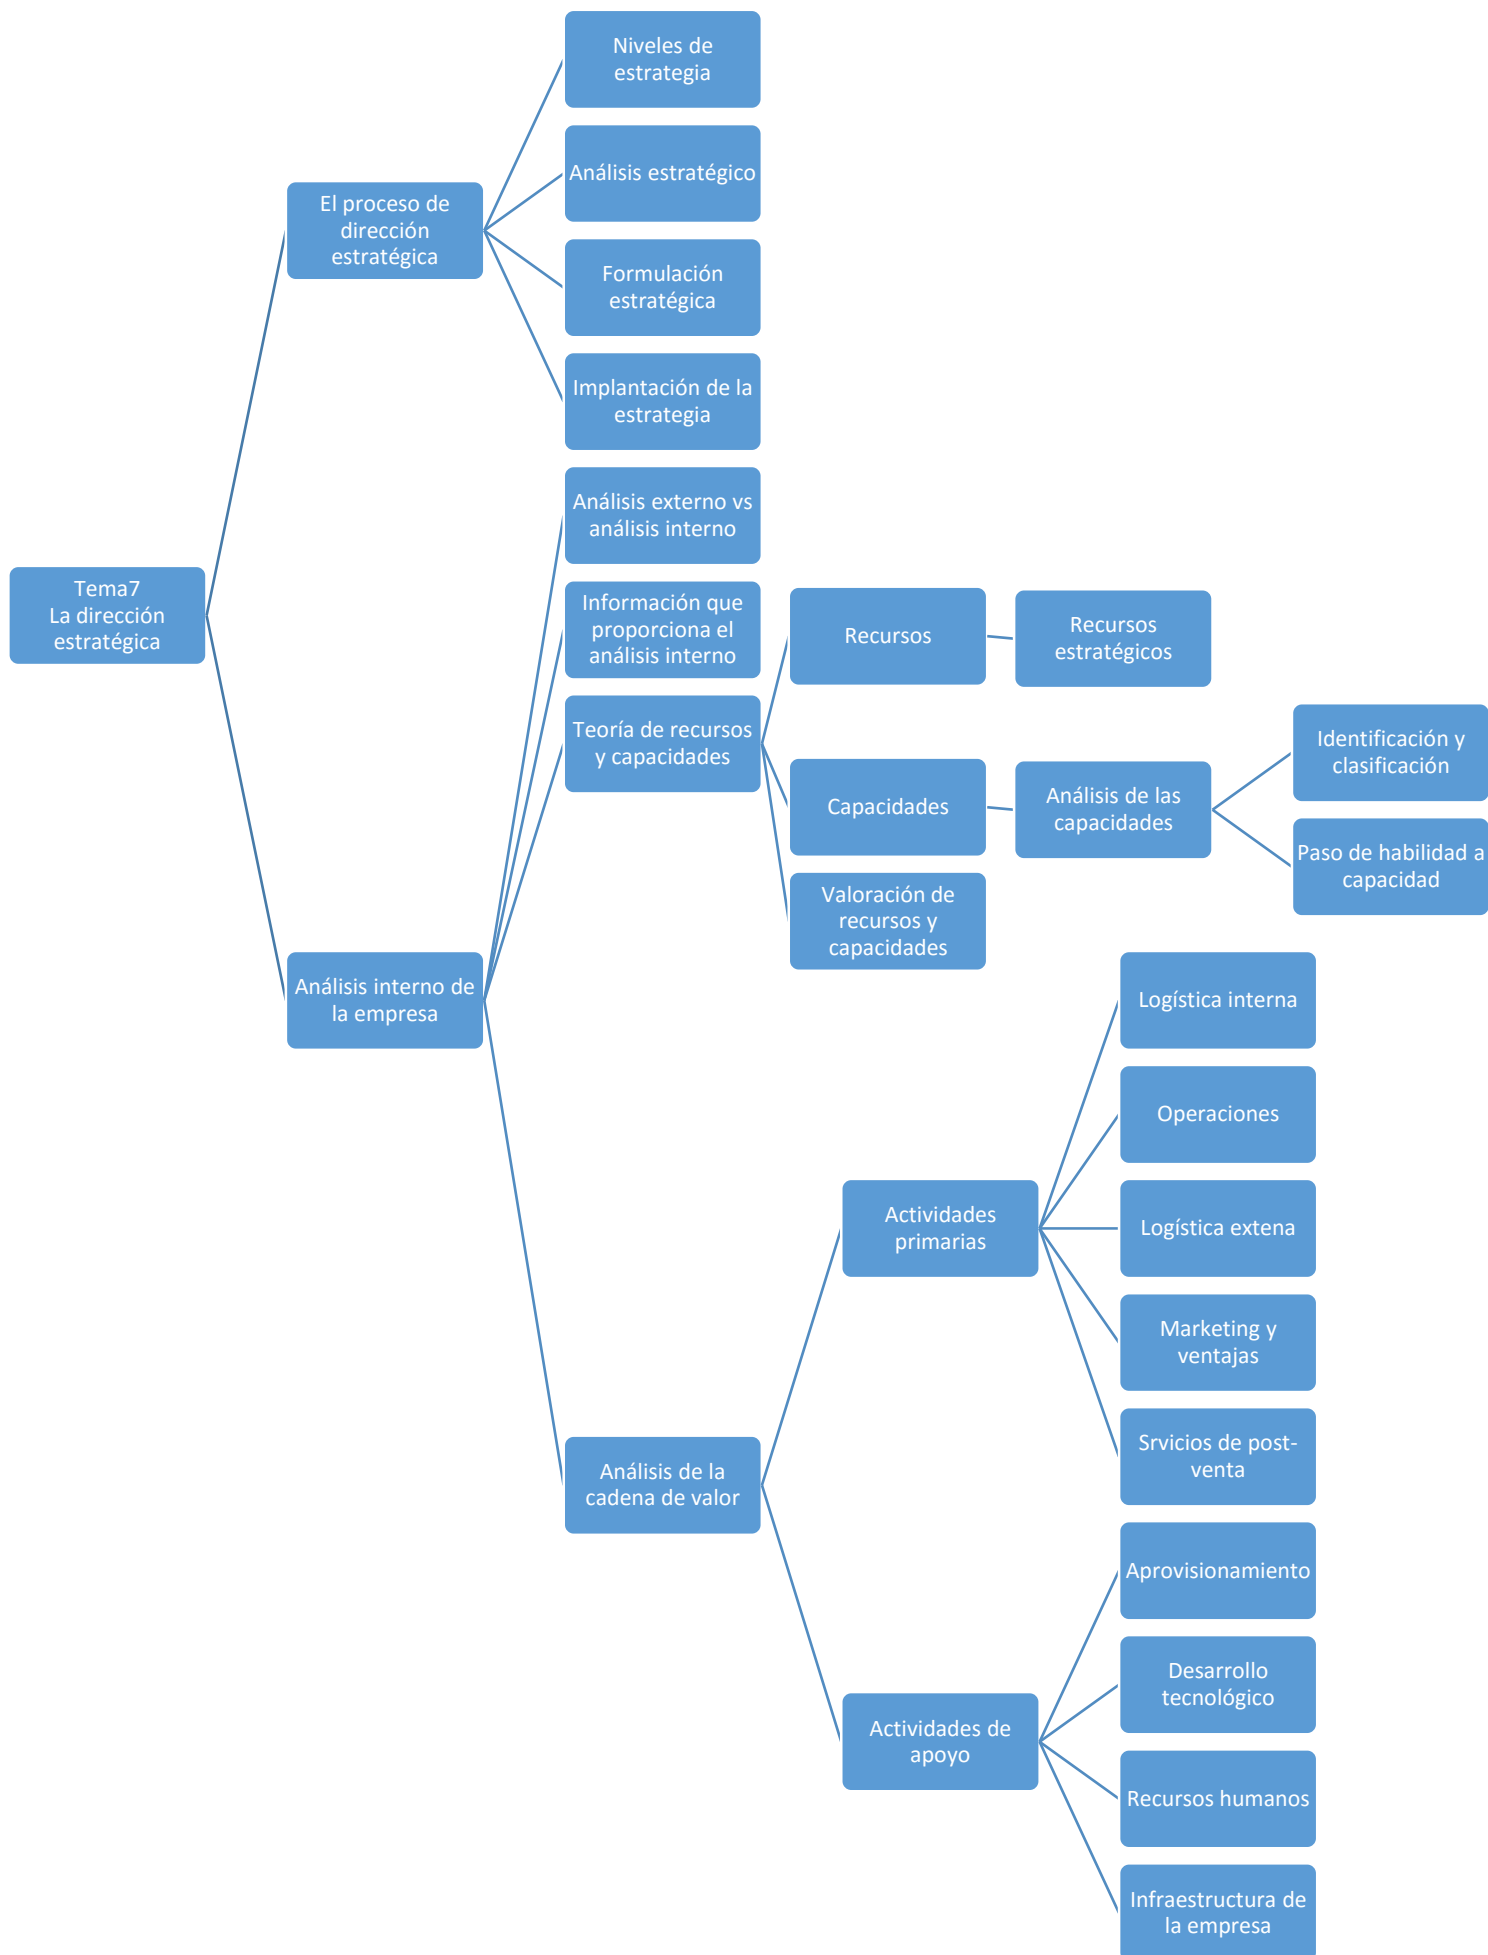 Tema7
La dirección
estratégica
El proceso de
dirección
estratégica
Niveles de
estrategia
Análisis estratégico
Formulación
estratégica
Implantación de la
estrategia
Análisis interno de
la empresa
Análisis externo vs
análisis interno
Información que
proporciona el
análisis interno
Teoría de recursos
y capacidades
Recursos
Recursos
estratégicos
Capacidades
Análisis de las
capacidades
Identificación y
clasificación
Paso de habilidad a
capacidad
Valoración de
recursos y
capacidades
Análisis de la
cadena de valor
Actividades
primarias
Logística interna
Operaciones
Logística extena
Marketing y
ventajas
Srvicios de post-
venta
Actividades de
apoyo
Aprovisionamiento
Desarrollo
tecnológico
Recursos humanos
Infraestructura de
la empresa